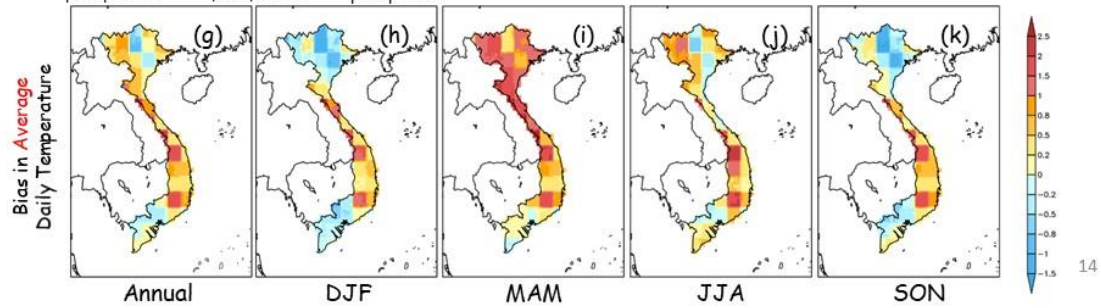 (g)
(h)
(i)
(j)
(k)
Bias in Average
Daily Temperature
2.5
2
1.5
1
0.8
0.5
0.2
0
-0.2
-0.5
-0.8
-1
-1.5
Annual
DJF
MAM
JJA
SON
14